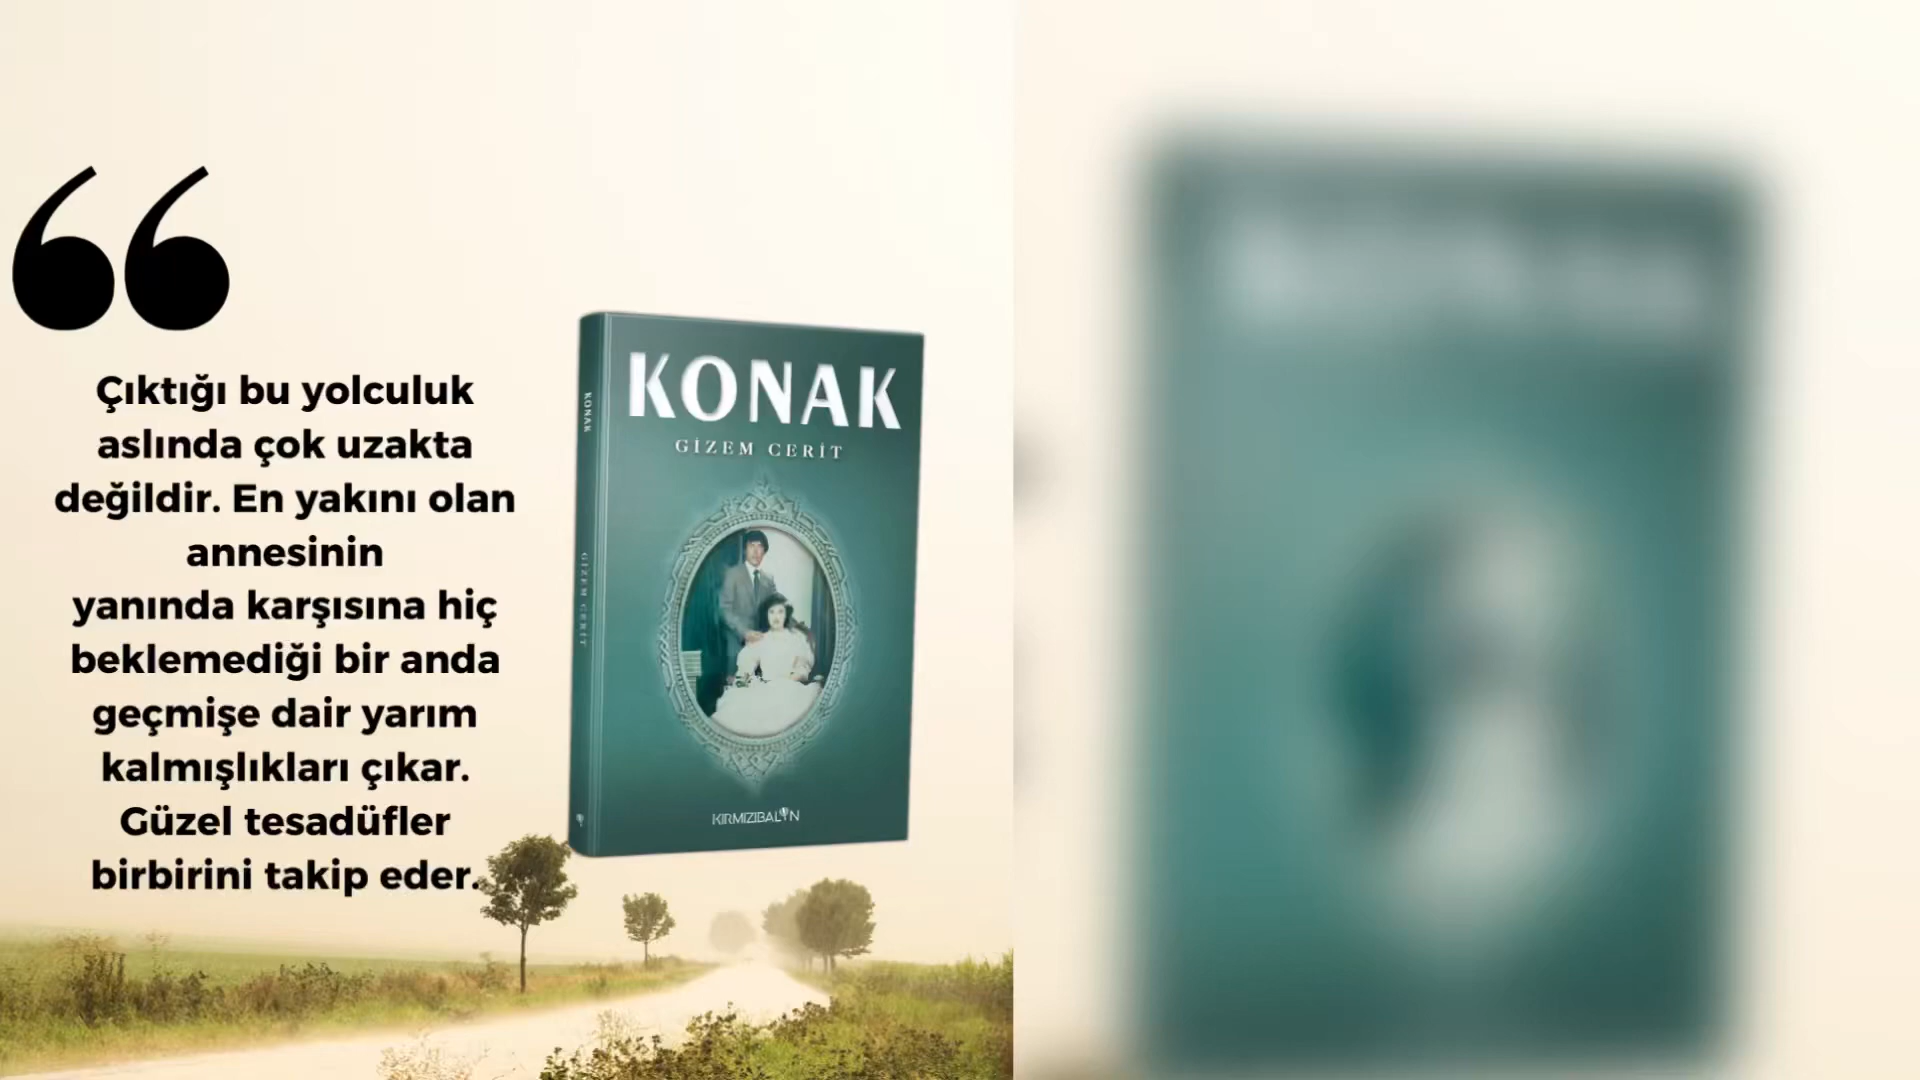 Çıktığı bu yolculuk
aslında çok uzakta
değildir. En yakını olan
annesinin
yanında karşısına hiç
beklemediği bir anda
geçmişe dair yarım
kalmışlıkları çıkar.
Güzel tesadüfler
birbirini takip eder.
KONAK
GİZEM CERİT
KONAK
GİZEM CERİT
KIRMIZIBALON